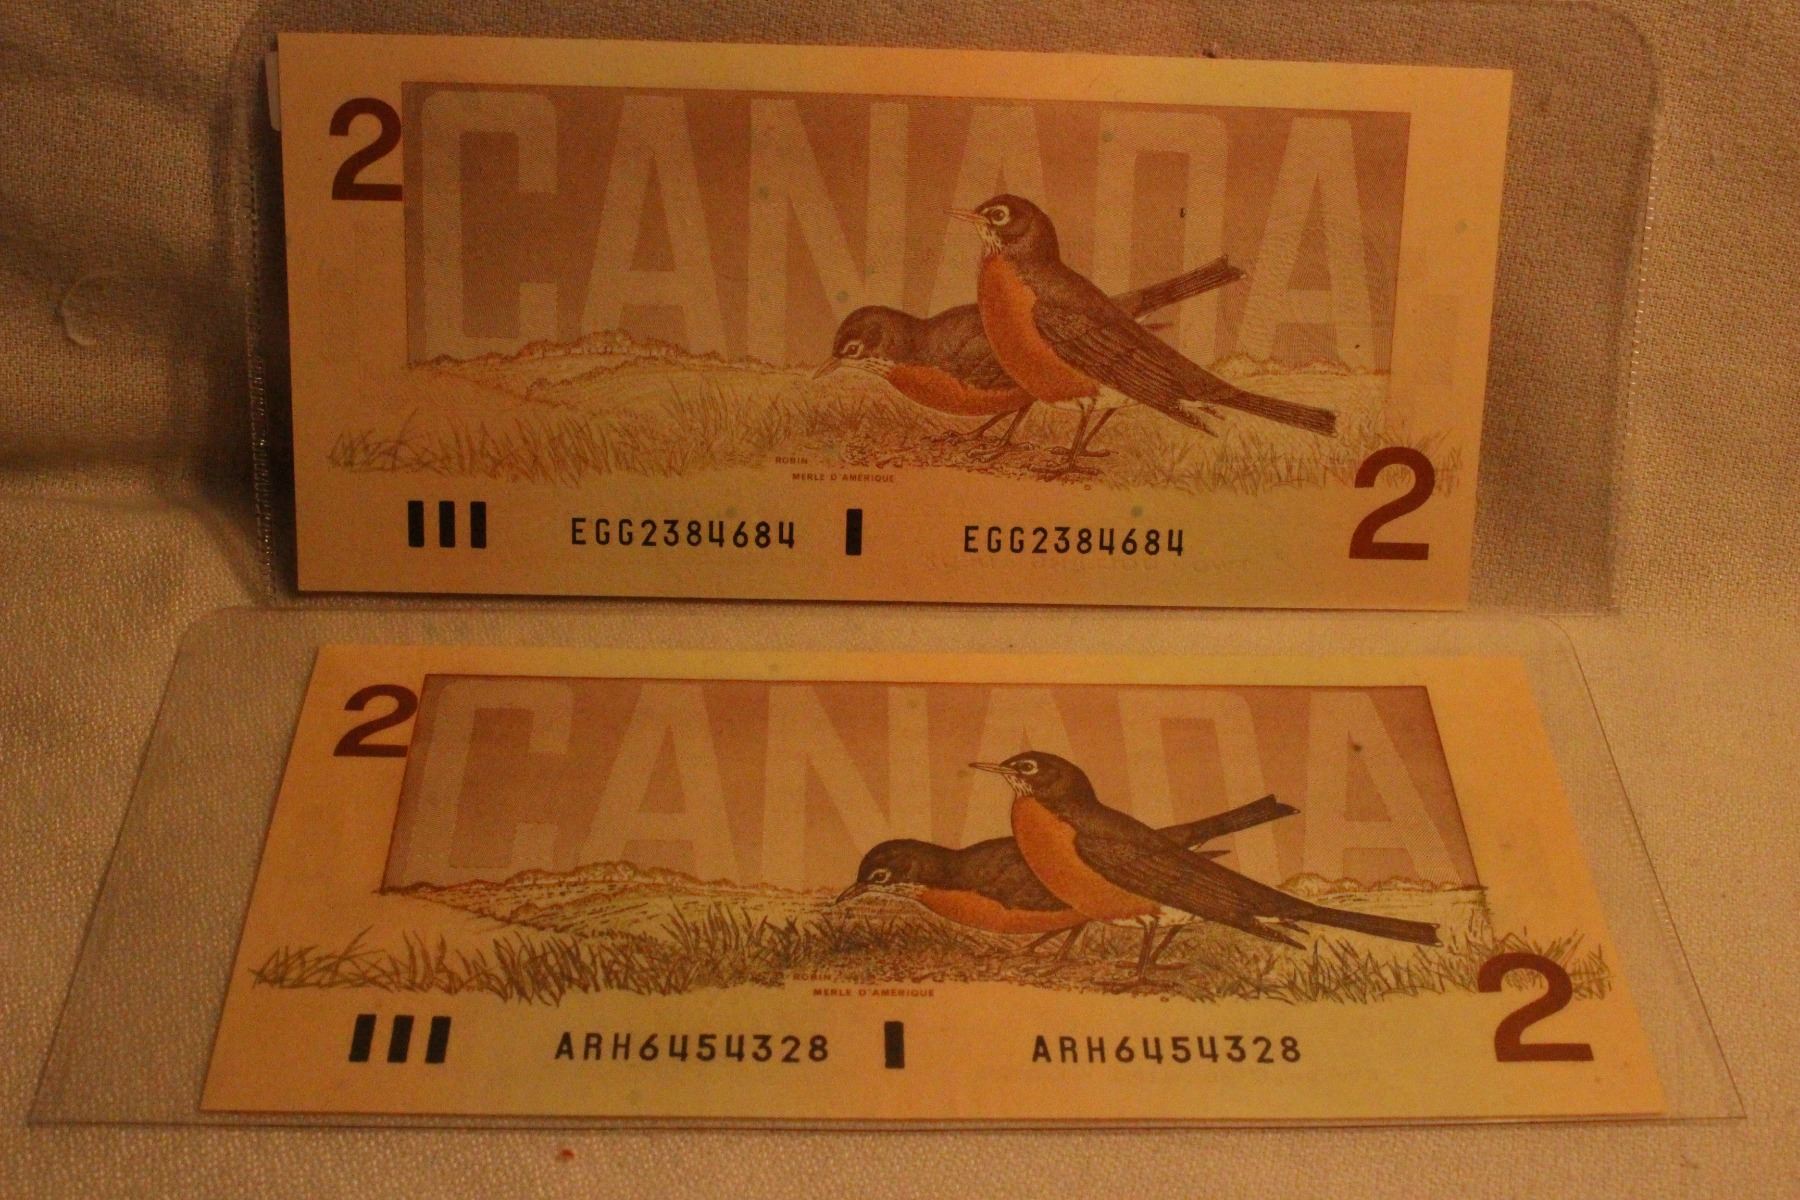 2
CANADA
ROBIN
MERLE D'AMÉRIQUE
2
EGG2384684 EGG2384684
2
CANADA
ROBIN
MERLE D'AMÉRIQUE
2
ARH6454328 ARH6454328